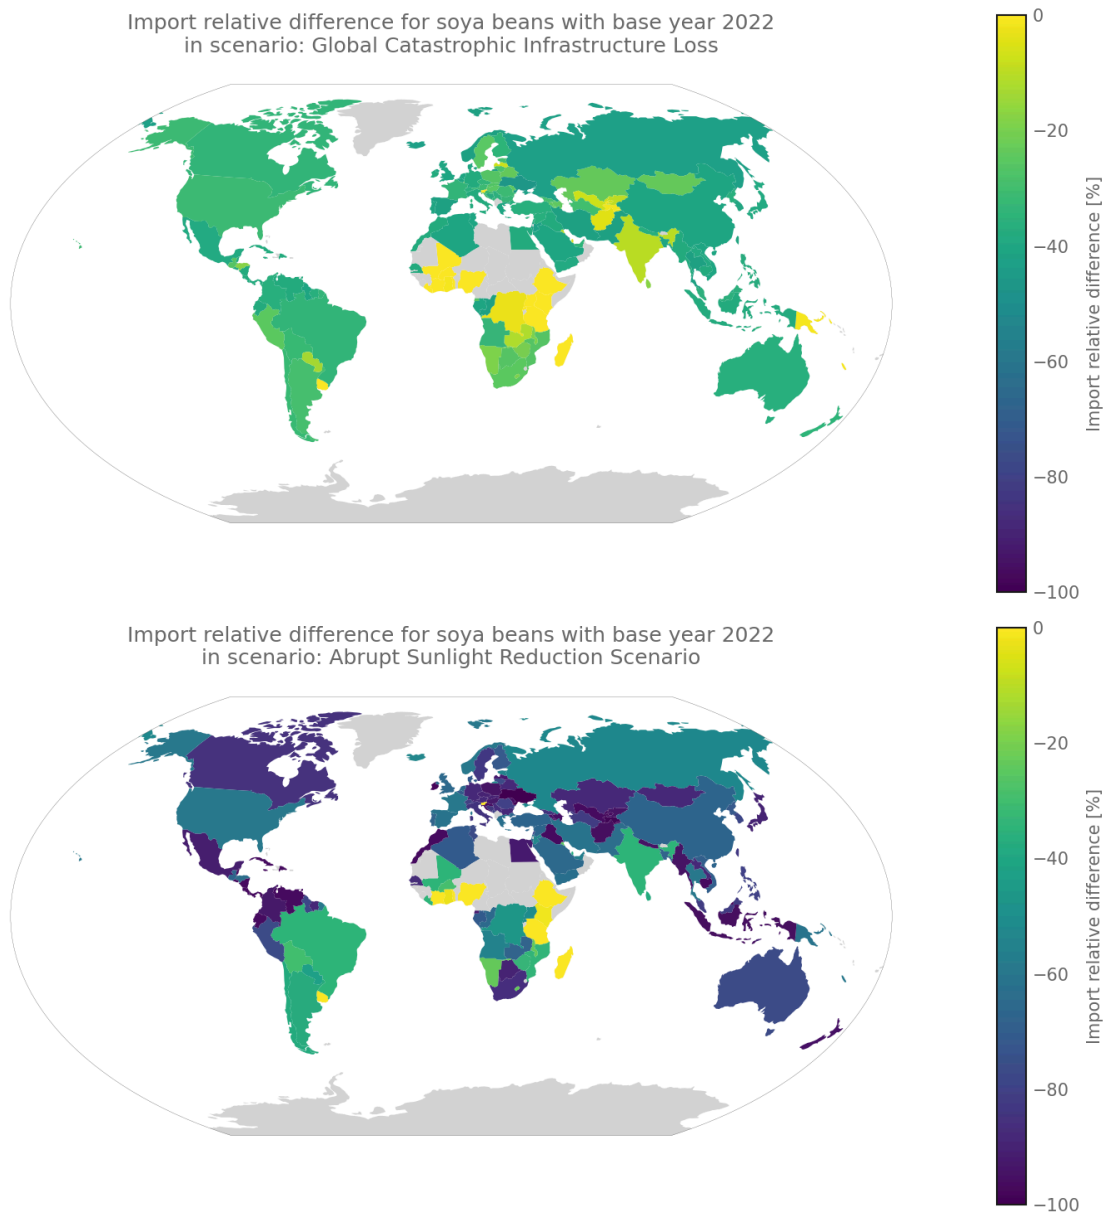 Import relative difference for soya beans with base year 2022
in scenario: Global Catastrophic Infrastructure Loss
0
−20
−40
−60
−80
−100
Import relative difference [%]
Import relative difference for soya beans with base year 2022
in scenario: Abrupt Sunlight Reduction Scenario
0
−20
−40
−60
−80
−100
Import relative difference [%]